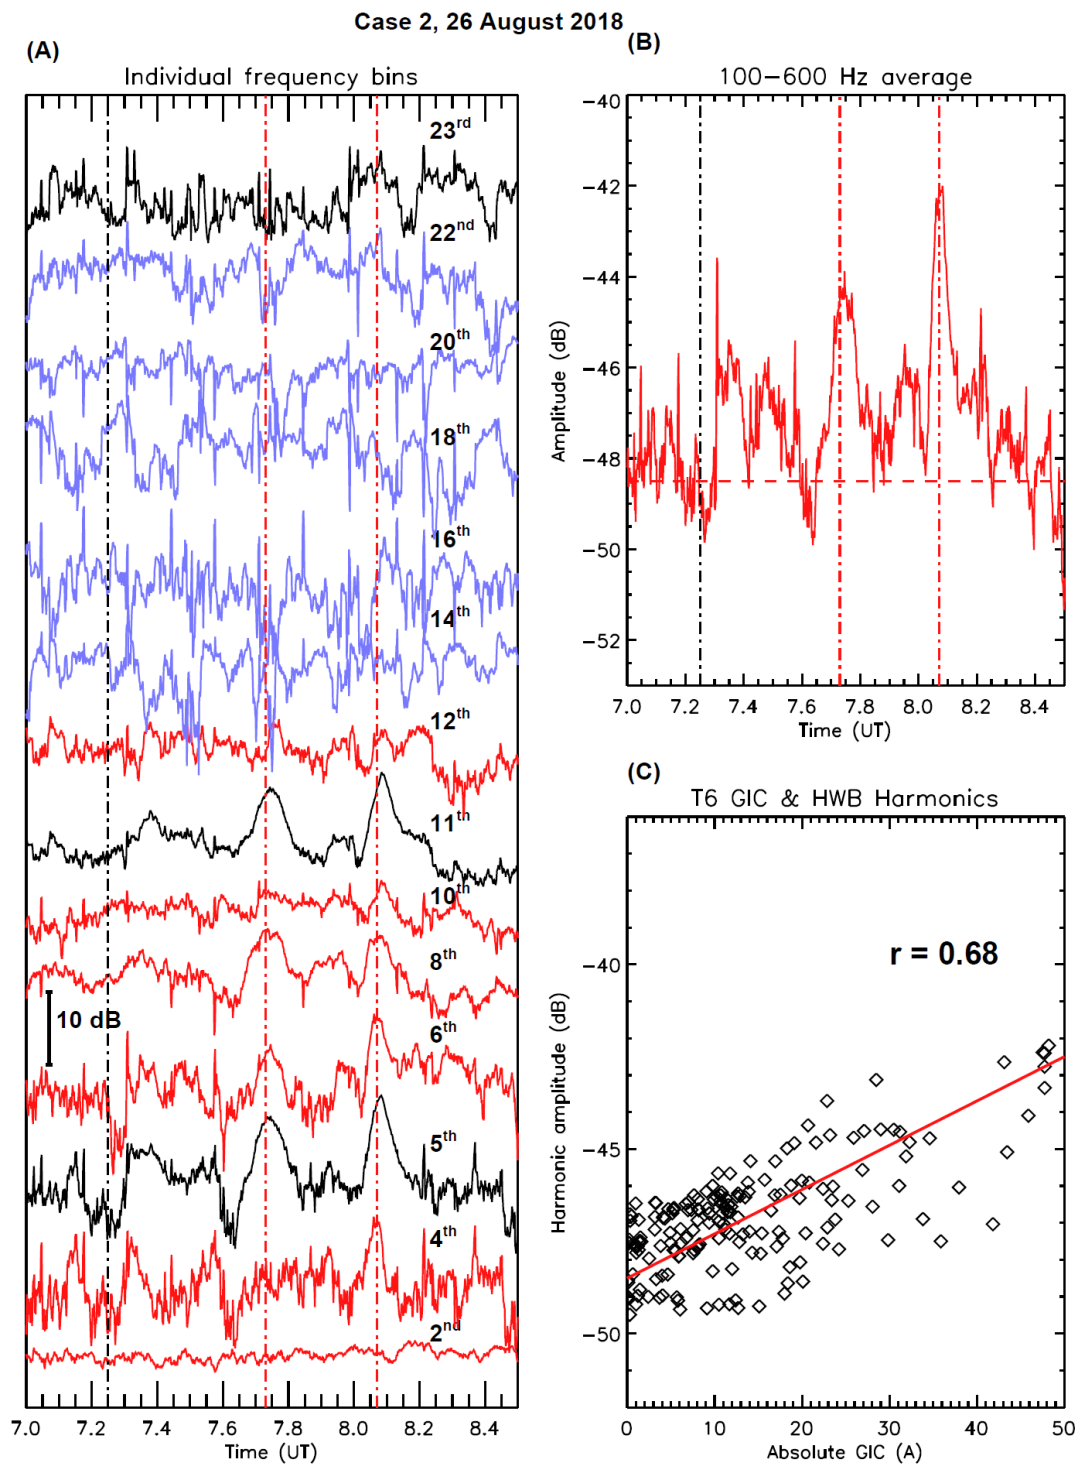 Case 2, 26 August 2018
(A)
Individual frequency bins
23rd
22nd
20th
18th
16th
14th
12th
11th
10th
8th
10 dB
6th
5th
4th
2nd
7.0 7.2 7.4 7.6 7.8 8.0 8.2 8.4
Time (UT)
(B)
100-600 Hz average
-40
-42
-44
-46
-48
-50
-52
Amplitude (dB)
7.0 7.2 7.4 7.6 7.8 8.0 8.2 8.4
Time (UT)
(C)
T6 GIC & HWB Harmonics
r = 0.68
-40
-45
-50
Harmonic amplitude (dB)
0 10 20 30 40 50
Absolute GIC (A)